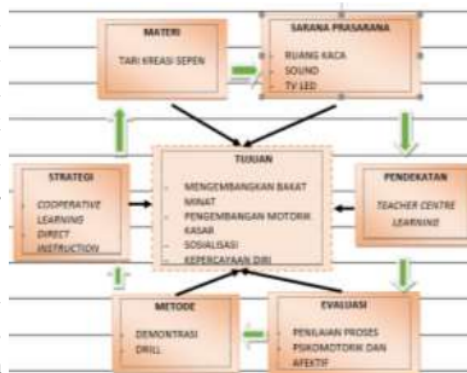 MATERI
TARI KREASI SEPEN
SARANA PRASARANA
- RUANG KACA
- SOUND
- TV LED
TUJUAN
- MENGEMBANGKAN BAKAT
MINAT
- PENGEMBANGAN MOTORIK
KASAR
- SOSIALISASI
- KEPERCAYAAN DIRI
STRATEGI
- COOPERATIVE
LEARNING
- DIRECT
INSTRUCTION
PENDEKATAN
TEACHER CENTRE
LEARNING
METODE
- DEMONTRASI
- DRILL
EVALUASI
- PENILAIAN PROSES
- PSIKOMOTORIK DAN
AFEKTIF